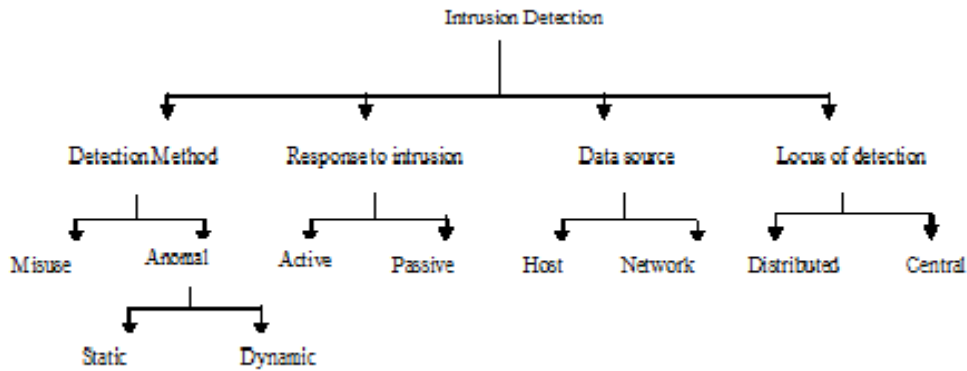 Intrusion Detection
Detection Method Response to intrusion Data source Locus of detection
Misuse Anomal Active Passive Host Network Distributed Central
Static Dynamic